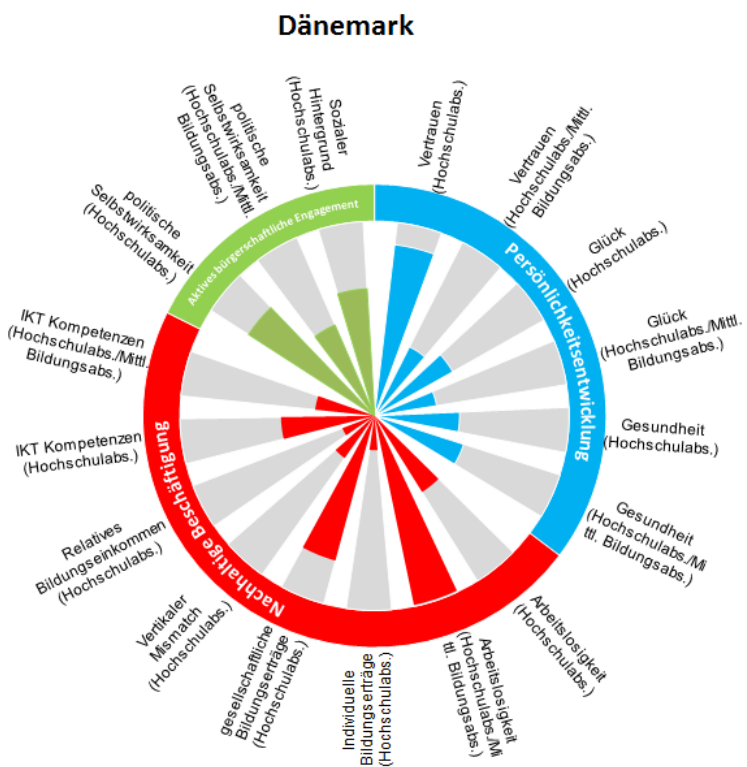 Dänemark
Vertrauen
(Hochschulabs.)
Vertrauen
(Hochschulabs./Mittl.
Bildungsabs.)
Glück
(Hochschulabs.)
Glück
(Hochschulabs./Mittl.
Bildungsabs.)
Gesundheit
(Hochschulabs.)
Gesundheit
(Hochschulabs./Mi
ttl. Bildungsabs.)
Arbeitslosigkeit
(Hochschulabs.)
Arbeitslosigkeit
(Hochschulabs./Mi
ttl. Bildungsabs.)
Individuelle
Bildungserträge
(Hochschulabs.)
gesellschaftliche
Bildungserträge
(Hochschulabs.)
Vertikaler
Mismatch
(Hochschulabs.)
Relatives
Bildungseinkommen
(Hochschulabs.)
IKT Kompetenzen
(Hochschulabs.)
IKT Kompetenzen
(Hochschulabs./Mittl.
Bildungsabs.)
politische
Selbstwirksamkeit
(Hochschulabs.)
politische
Selbstwirksamkeit
(Hochschulabs./Mittl.
Bildungsabs.)
Sozialer
Hintergrund
(Hochschulabs.)
Persönlichkeitsentwicklung
Nachhaltige Beschäftigung
Aktives bürgerschaftliche Engagement